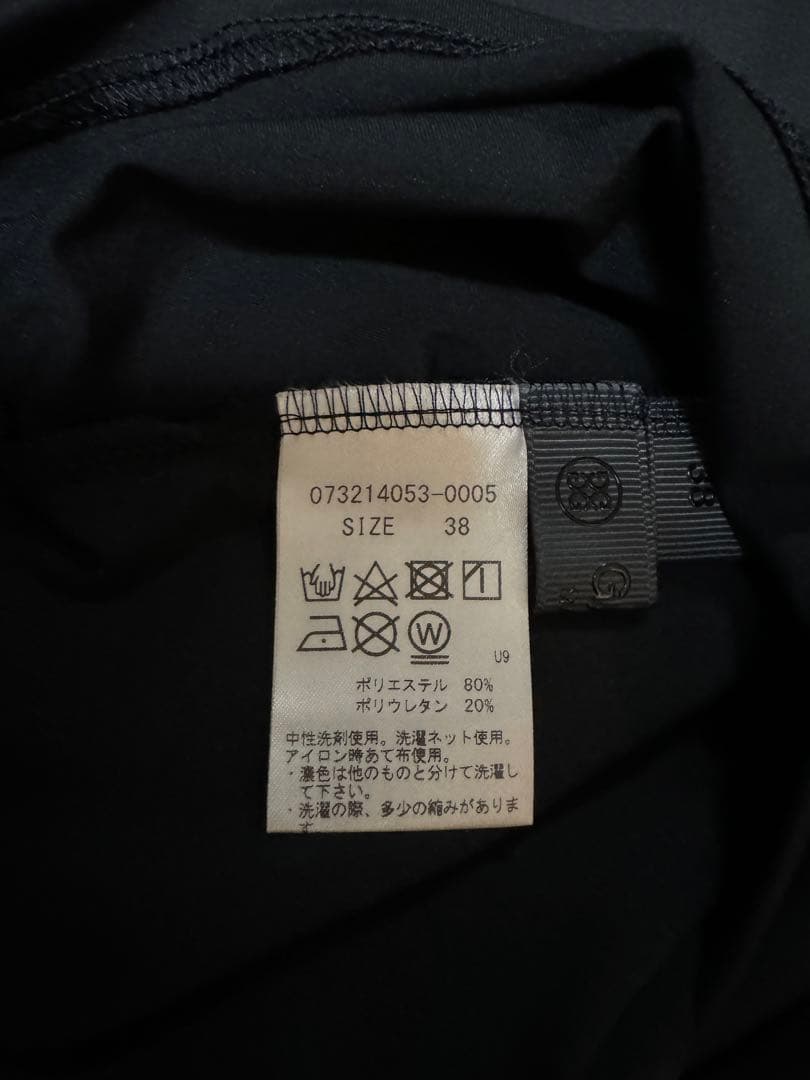 073214053-0005
SIZE 38
W
U9
ポリエステル 80%
ポリウレタン 20%
中性洗剤使用。洗濯ネット使用。
アイロン時あて布使用。
・濃色は他のものと分けて洗濯し
て下さい。
・洗濯の際、多少の縮みがありま
す
38
G